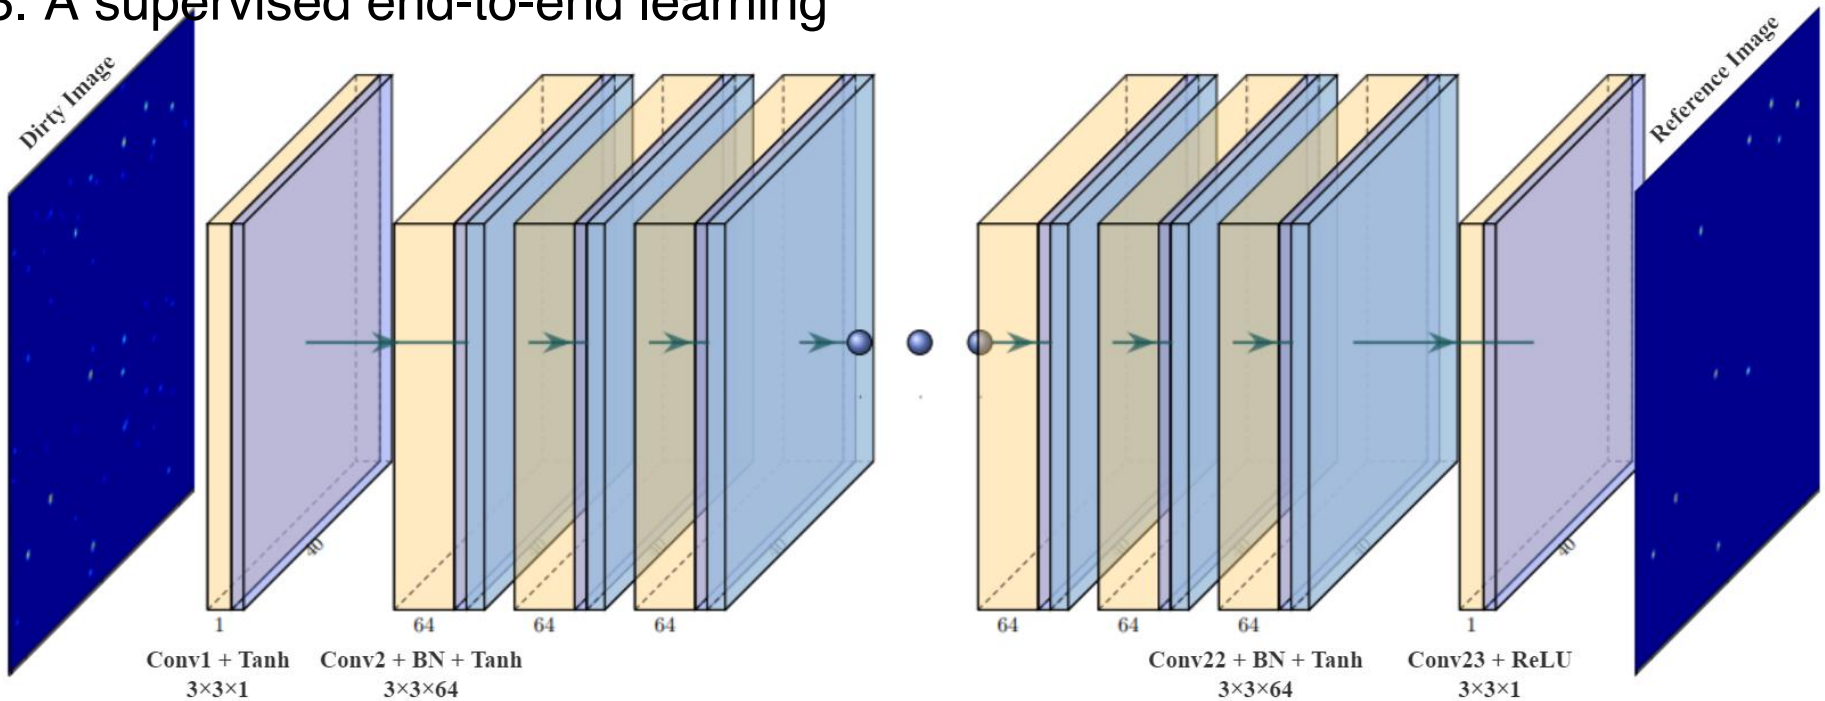 3. A supervised end-to-end learning
Dirty Image
Reference Image
40
40
1
64
64
64
64
64
64
1
Conv1 + Tanh
3×3×1
Conv2 + BN + Tanh
3×3×64
Conv22 + BN + Tanh
3×3×64
Conv23 + ReLU
3×3×1